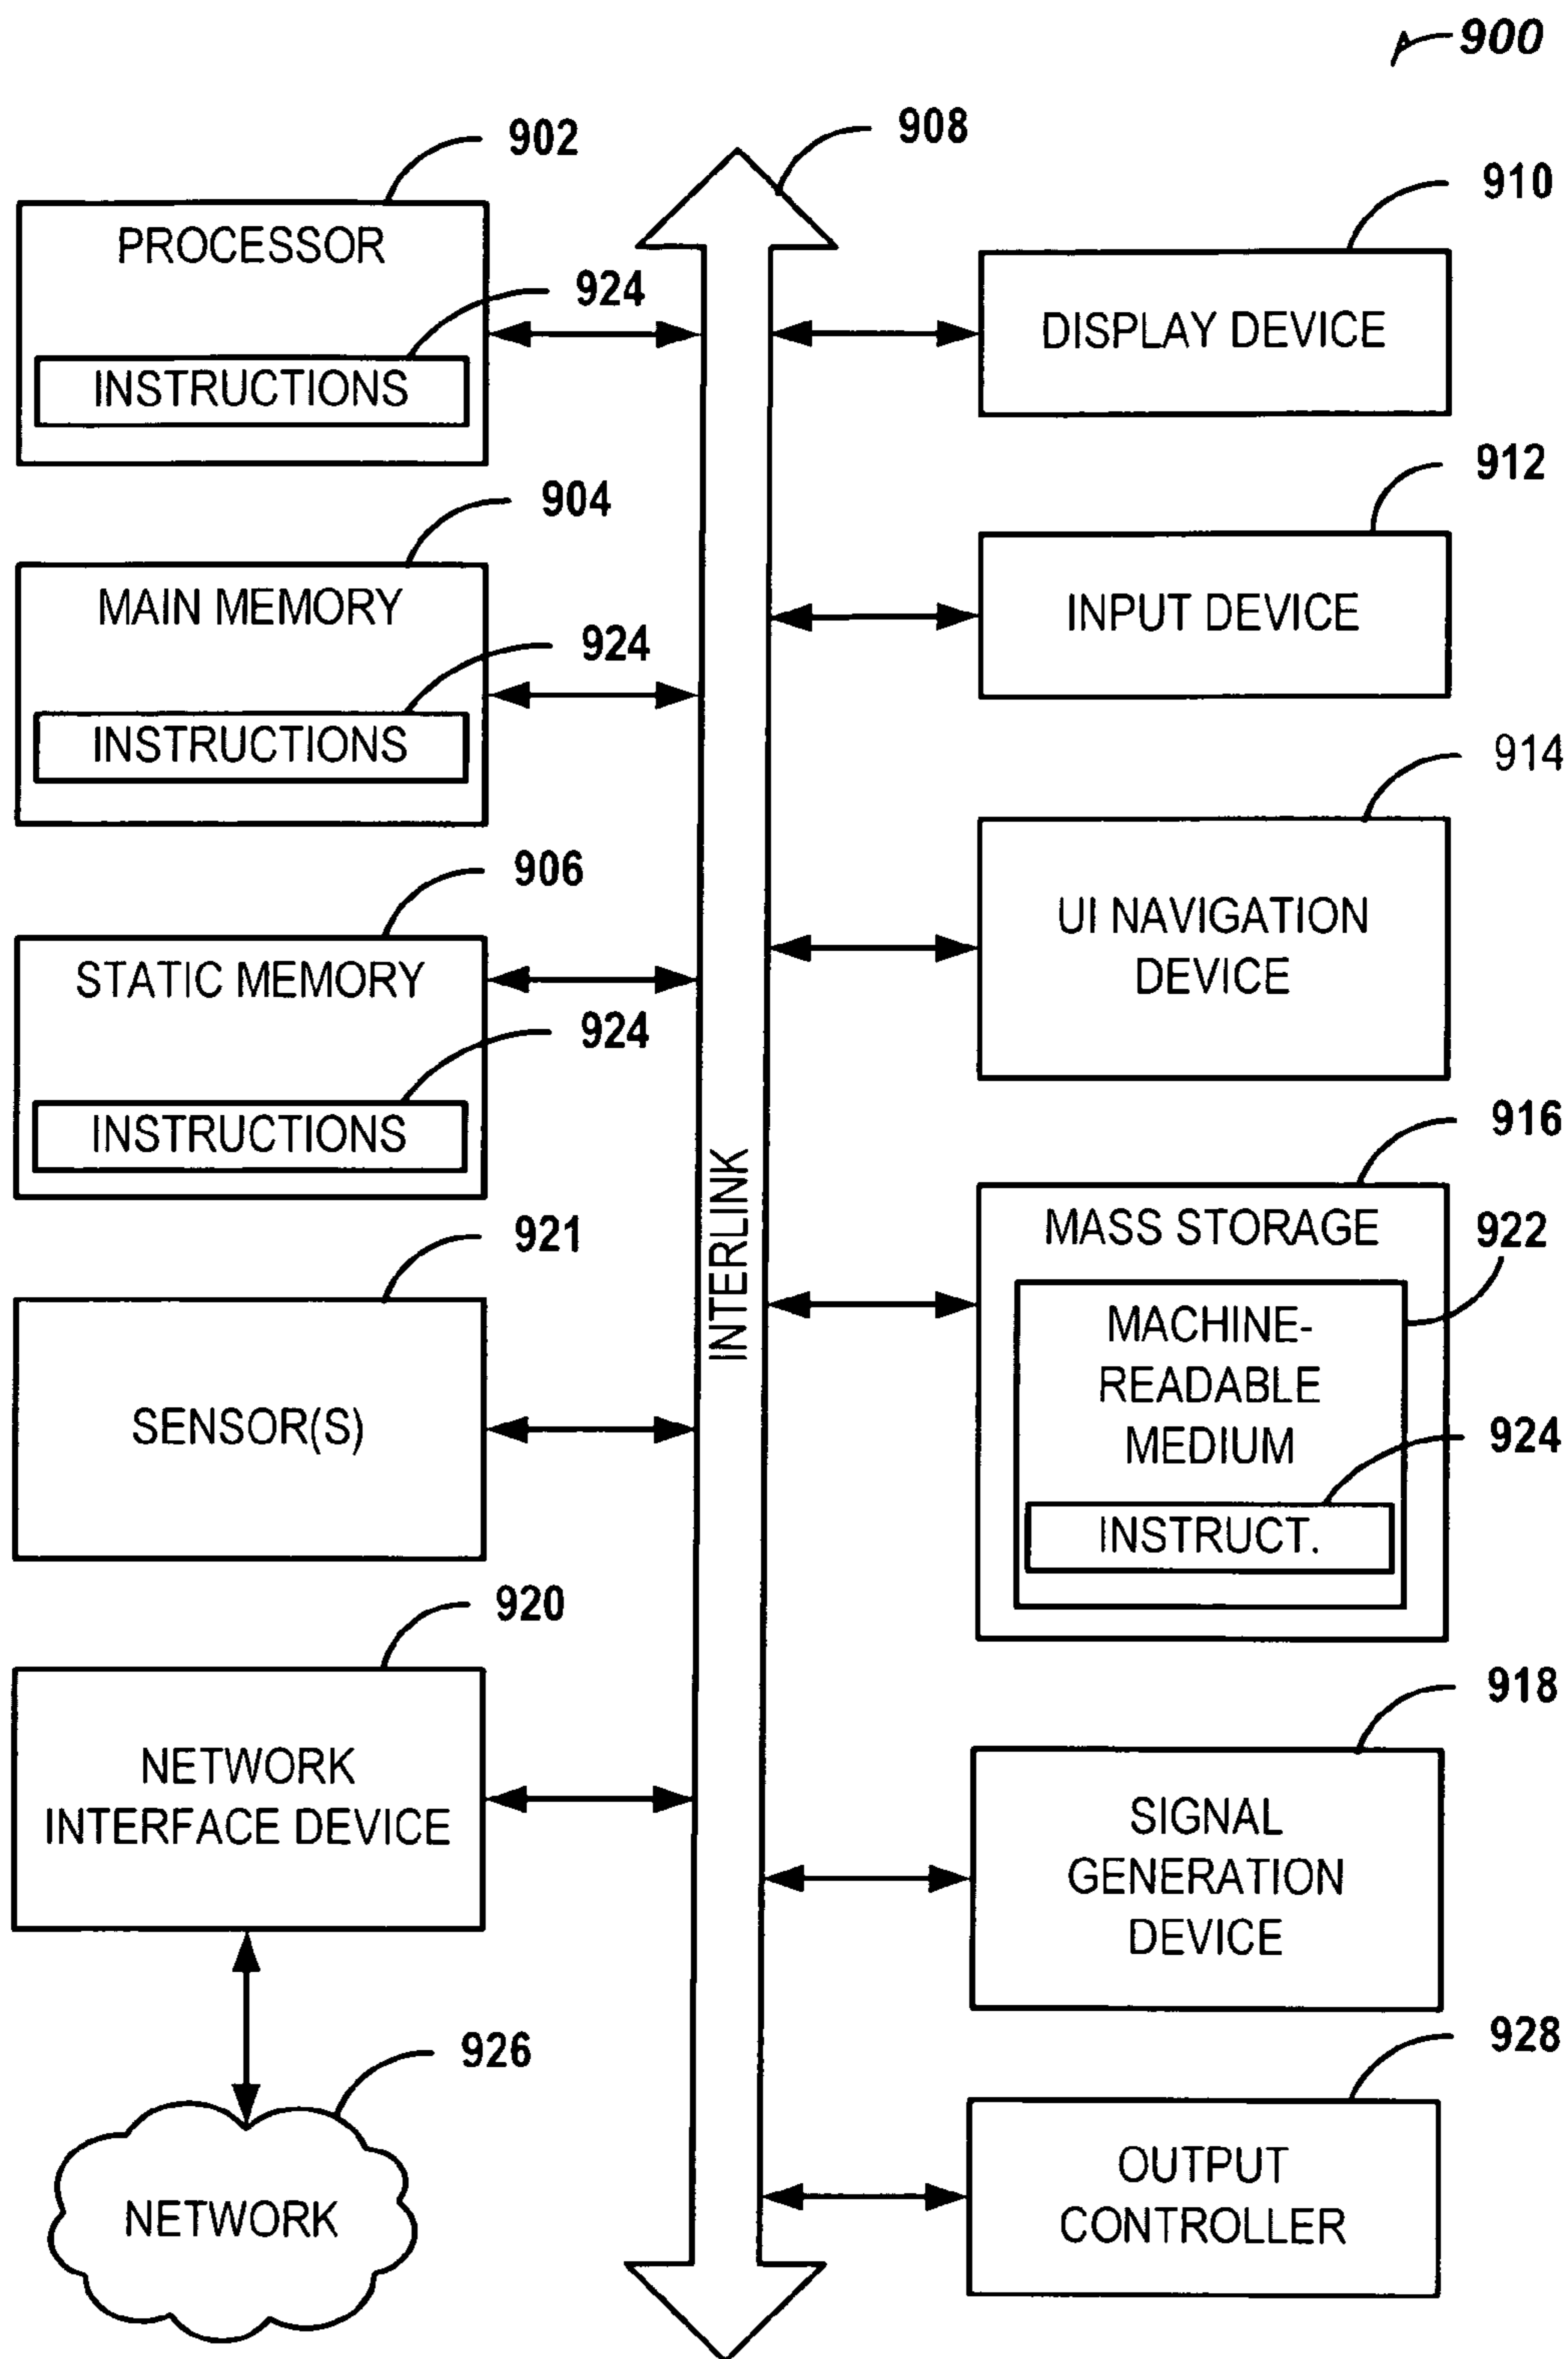 900
902
PROCESSOR
924
INSTRUCTIONS
904
MAIN MEMORY
924
INSTRUCTIONS
906
STATIC MEMORY
924
INSTRUCTIONS
921
SENSOR(S)
920
NETWORK
INTERFACE DEVICE
926
NETWORK
908
INTERLINK
910
DISPLAY DEVICE
912
INPUT DEVICE
914
UI NAVIGATION
DEVICE
916
MASS STORAGE
922
MACHINE-
READABLE
MEDIUM
924
INSTRUCT.
918
SIGNAL
GENERATION
DEVICE
928
OUTPUT
CONTROLLER